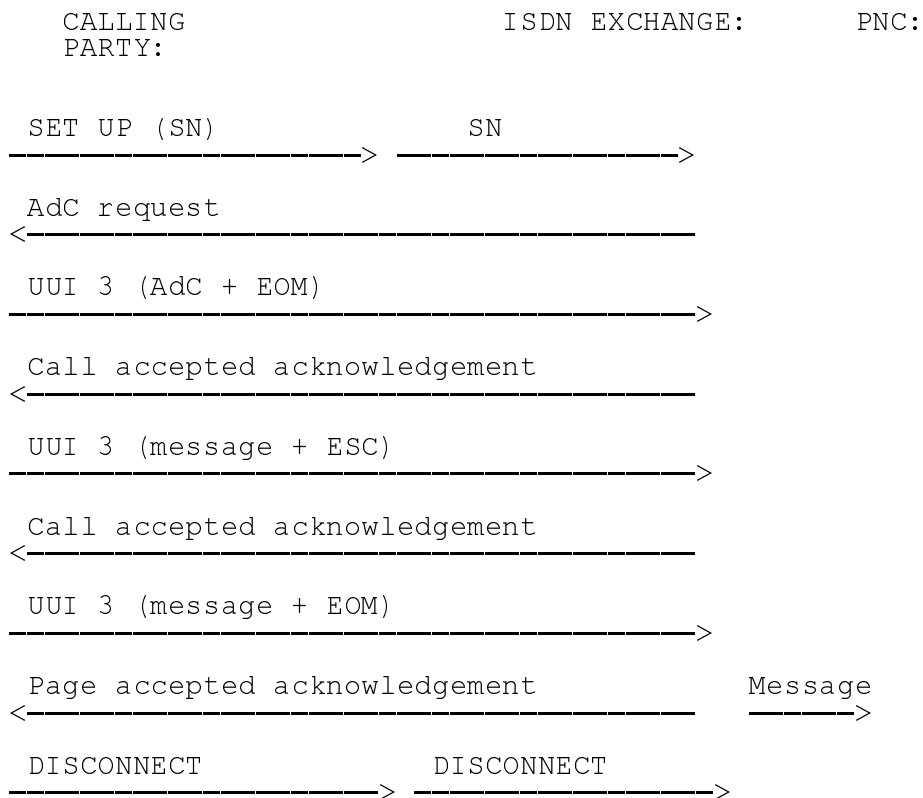 CALLING ISDN EXCHANGE: PNC:
PARTY:
SET UP (SN) SN
AdC request
UUI 3 (AdC + EOM)
Call accepted acknowledgement
UUI 3 (message + ESC)
Call accepted acknowledgement
UUI 3 (message + EOM)
Page accepted acknowledgement Message
DISCONNECT DISCONNECT